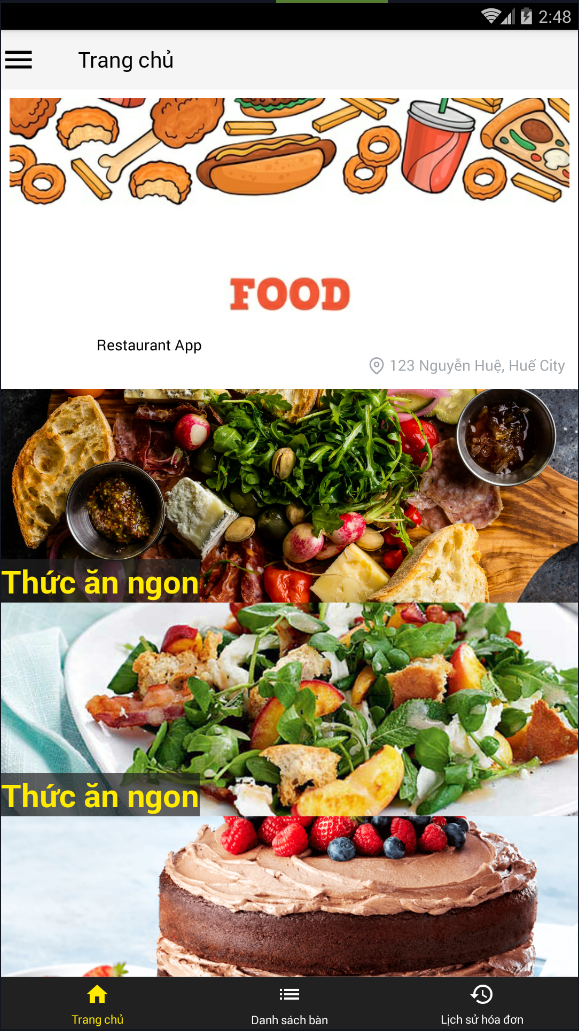 2:48
Trang chủ
FOOD
Restaurant App
123 Nguyễn Huệ, Huế City
Thức ăn ngon
Thức ăn ngon
Trang chủ
Danh sách bàn
Lịch sử hóa đơn